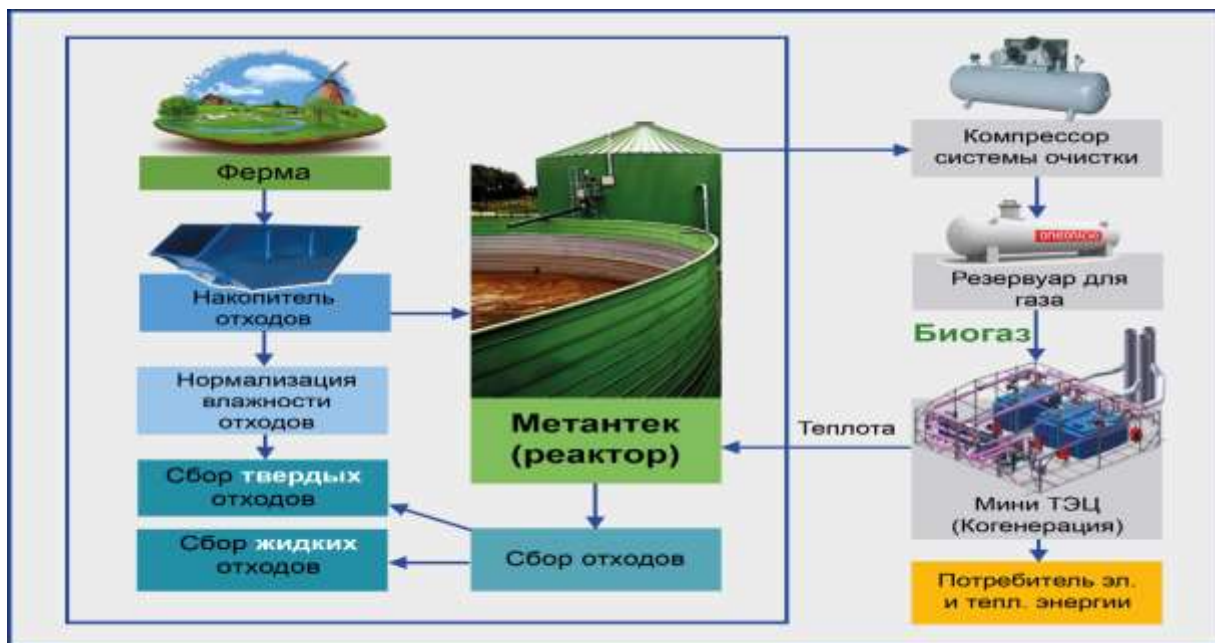 Ферма
Накопитель
отходов
Нормализация
влажности
отходов
Сбор твердых
отходов
Сбор жидких
отходов
Метантек
(реактор)
Сбор отходов
Компрессор
системы очистки
ОГНЕОПАСНО
Резервуар для
газа
Биогаз
Теплота
Мини ТЭЦ
(Когенерация)
Потребитель эл.
и тепл. энергии